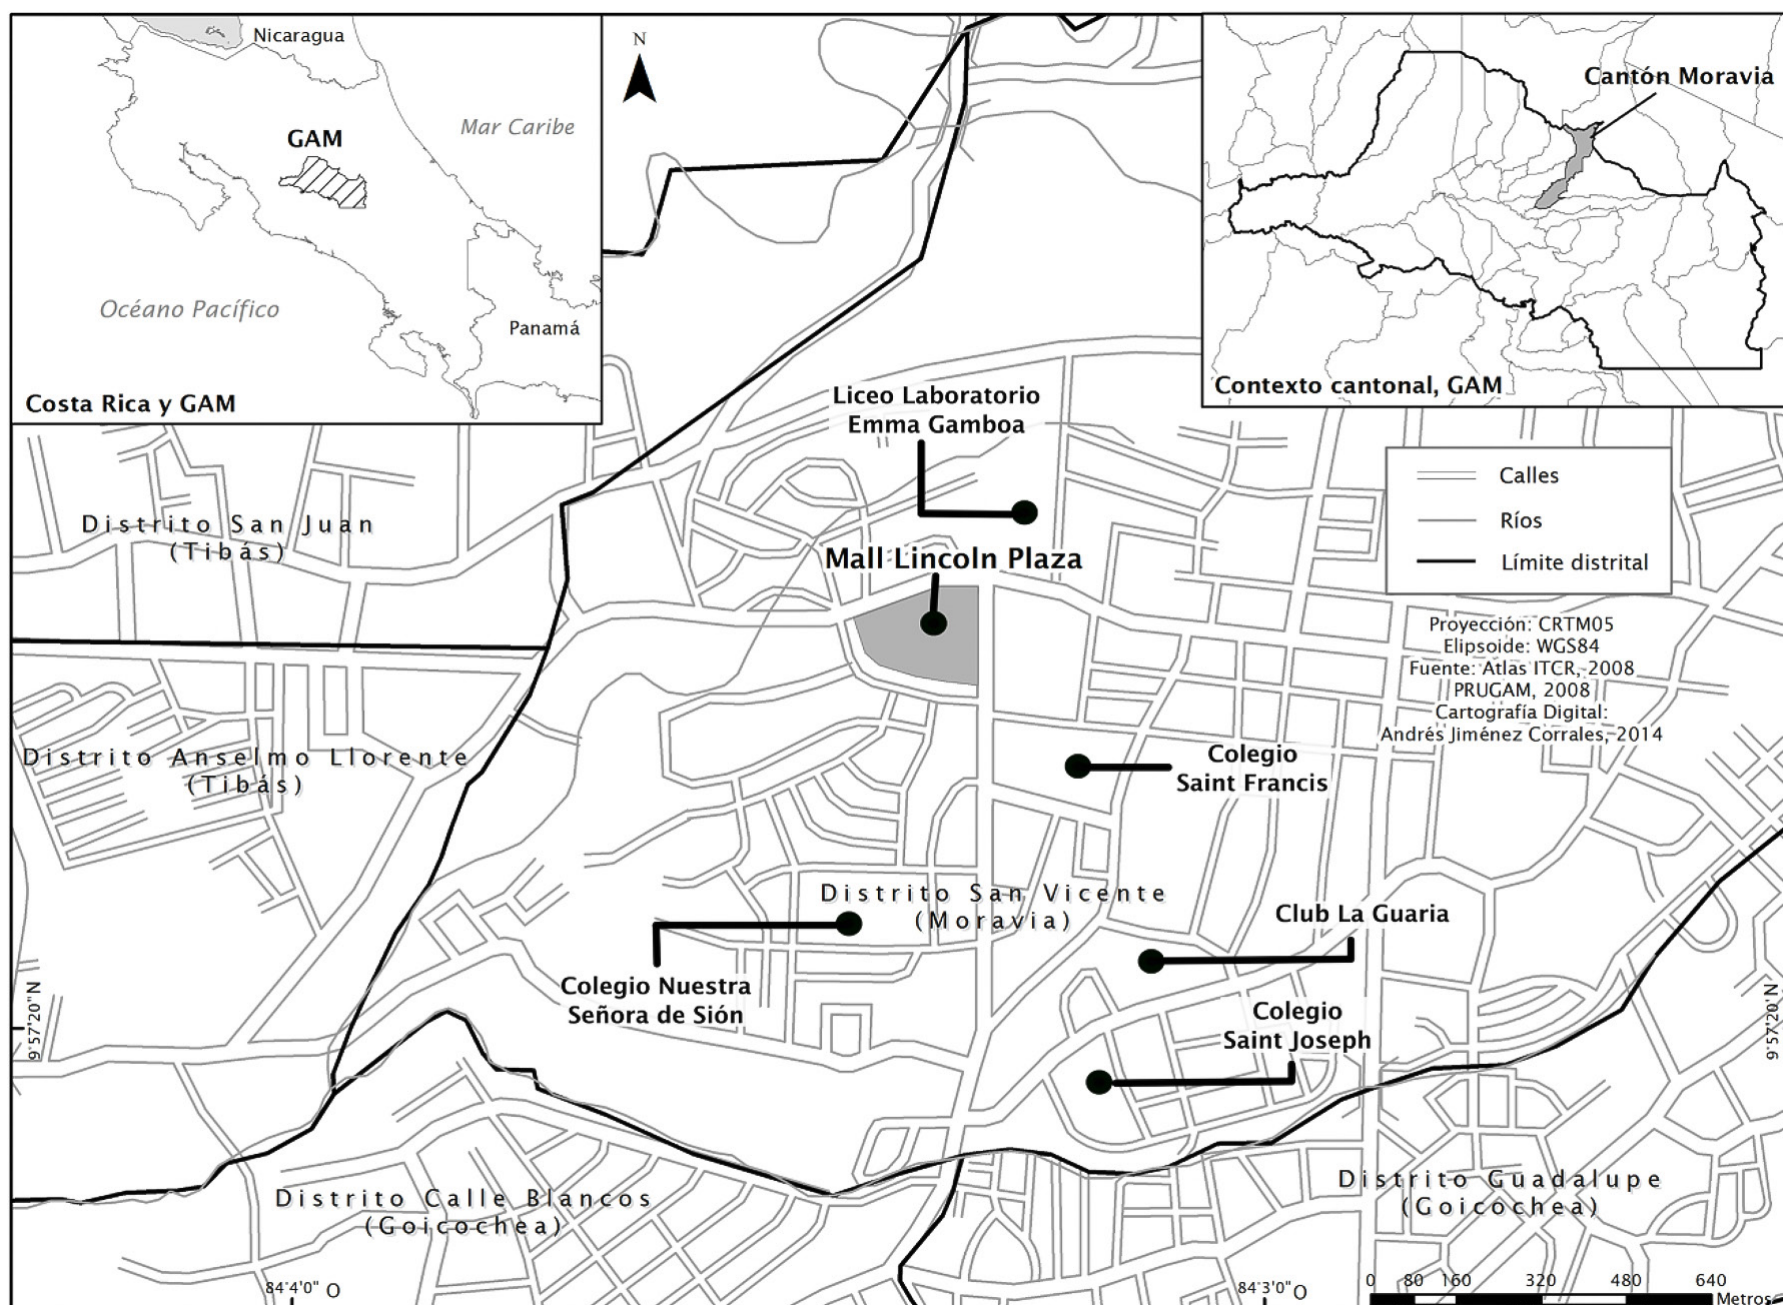 Nicaragua
Mar Caribe
GAM
Océano Pacífico
Panamá
Costa Rica y GAM
N
Cantón Moravia
Contexto cantonal, GAM
Liceo Laboratorio
Emma Gamboa
Calles
Ríos
Límite distrital
Distrito San Juan
(Tibás)
Mall Lincoln Plaza
Proyección: CRTM05
Elipsoide: WGS84
Fuente: Atlas ITCR, 2008
PRUGAM, 2008
Cartografía Digital:
Andrés Jiménez Corrales, 2014
Distrito Anselmo Llorente
(Tibás)
Colegio
Saint Francis
Distrito San Vicente
(Moravia)
Club La Guaria
Colegio Nuestra
Señora de Sión
Colegio
Saint Joseph
9°57'20"N
9°57'20"N
Distrito Calle Blancos
(Goicochea)
Distrito Guadalupe
(Goicochea)
84°4'0" O
84°3'0" O
0 80 160 320 480 640
Metros